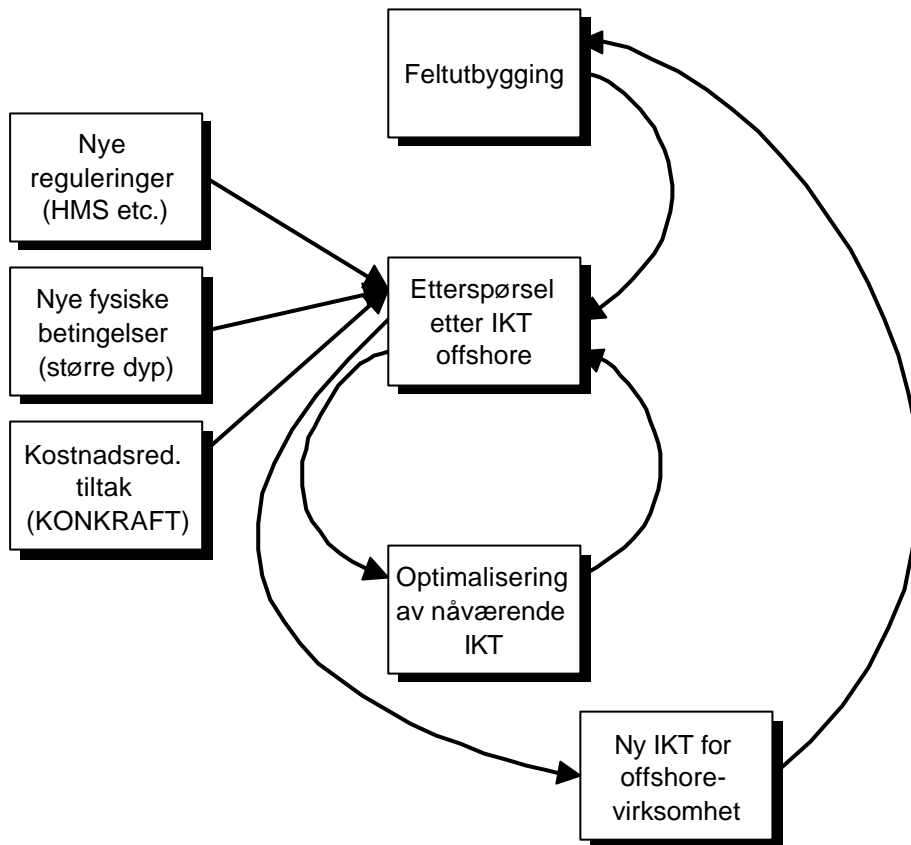 Feltutbygging
Nye
reguleringer
(HMS etc.)
Nye fysiske
betingelser
(større dyp)
Kostnadsred.
tiltak
(KONKRAFT)
Etterspørsel
etter IKT
offshore
Optimalisering
av nåværende
IKT
Ny IKT for
offshore-
virksomhet